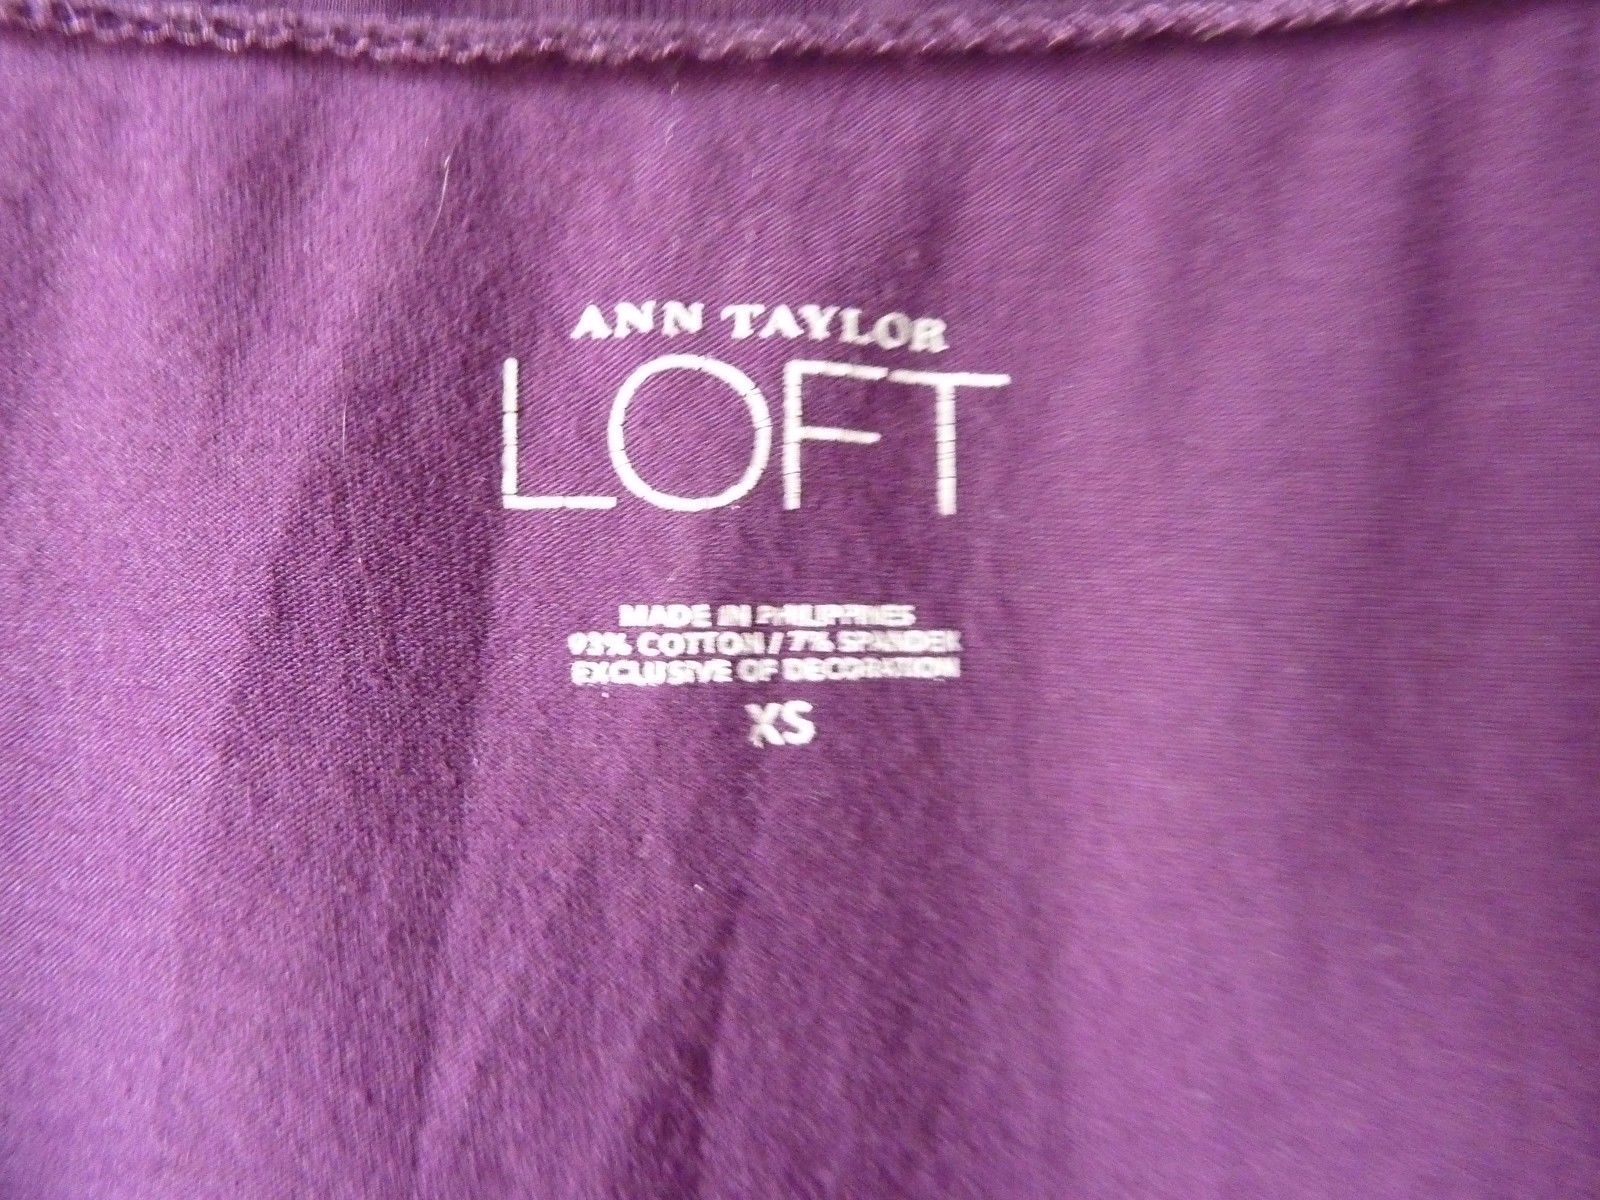 ANN TAYLOR
LOFT
MADE IN PHILIPPINES
93% COTTON / 7% SPANDEX
EXCLUSIVE OF DECORATION
XS